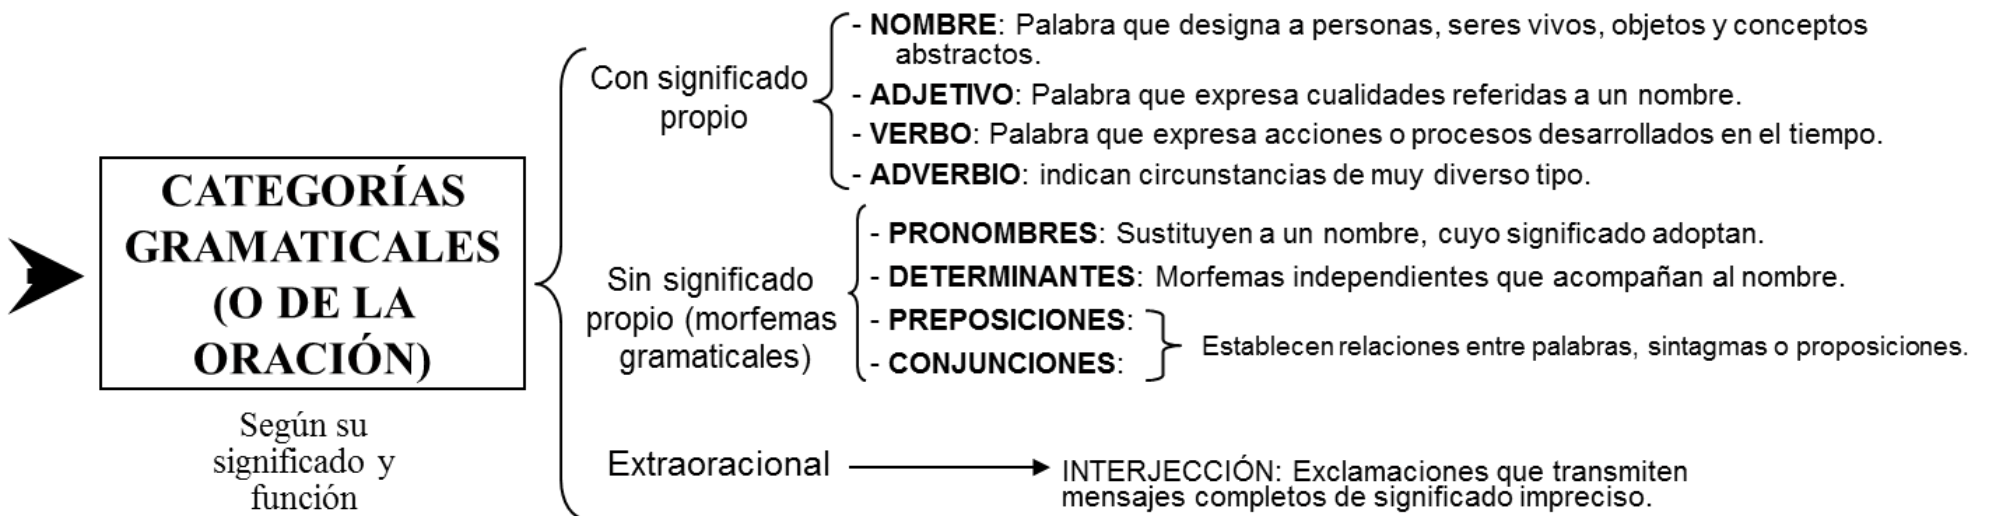 CATEGORÍAS
GRAMATICALES
(O DE LA
ORACIÓN)
Según su
significado y
función
Con significado
propio
- NOMBRE: Palabra que designa a personas, seres vivos, objetos y conceptos
abstractos.
- ADJETIVO: Palabra que expresa cualidades referidas a un nombre.
- VERBO: Palabra que expresa acciones o procesos desarrollados en el tiempo.
- ADVERBIO: indican circunstancias de muy diverso tipo.
Sin significado
propio (morfemas
gramaticales)
- PRONOMBRES: Sustituyen a un nombre, cuyo significado adoptan.
- DETERMINANTES: Morfemas independientes que acompañan al nombre.
- PREPOSICIONES:
- CONJUNCIONES:
Establecen relaciones entre palabras, sintagmas o proposiciones.
Extraoracional
INTERJECCIÓN: Exclamaciones que transmiten
mensajes completos de significado impreciso.